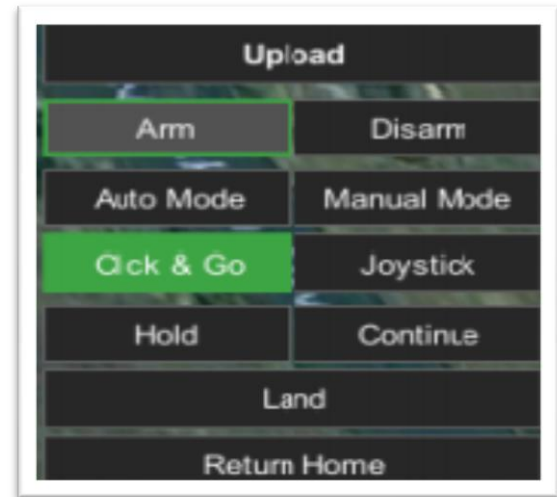 Upload
Arm Disarm
Auto Mode Manual Mode
Click & Go Joystick
Hold Continue
Land
Return Home